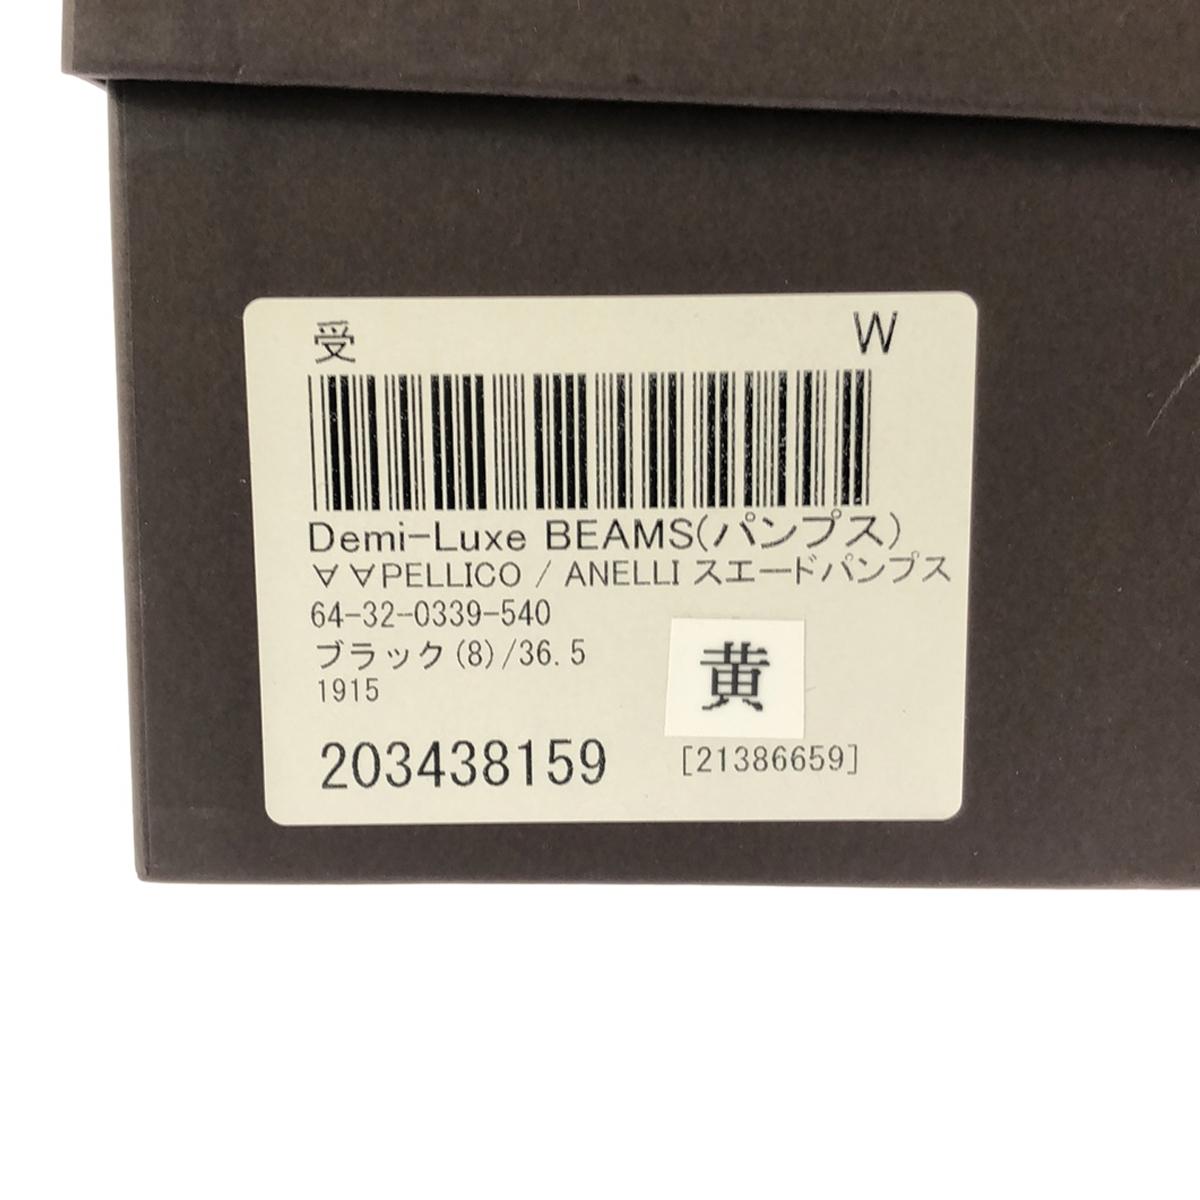 受 W
Demi-Luxe BEAMS(パンプス)
∀∀PELLICO / ANELLI スエードパンプス
64-32-0339-540
ブラック(8)/36.5
1915
黄
203438159 [21386659]